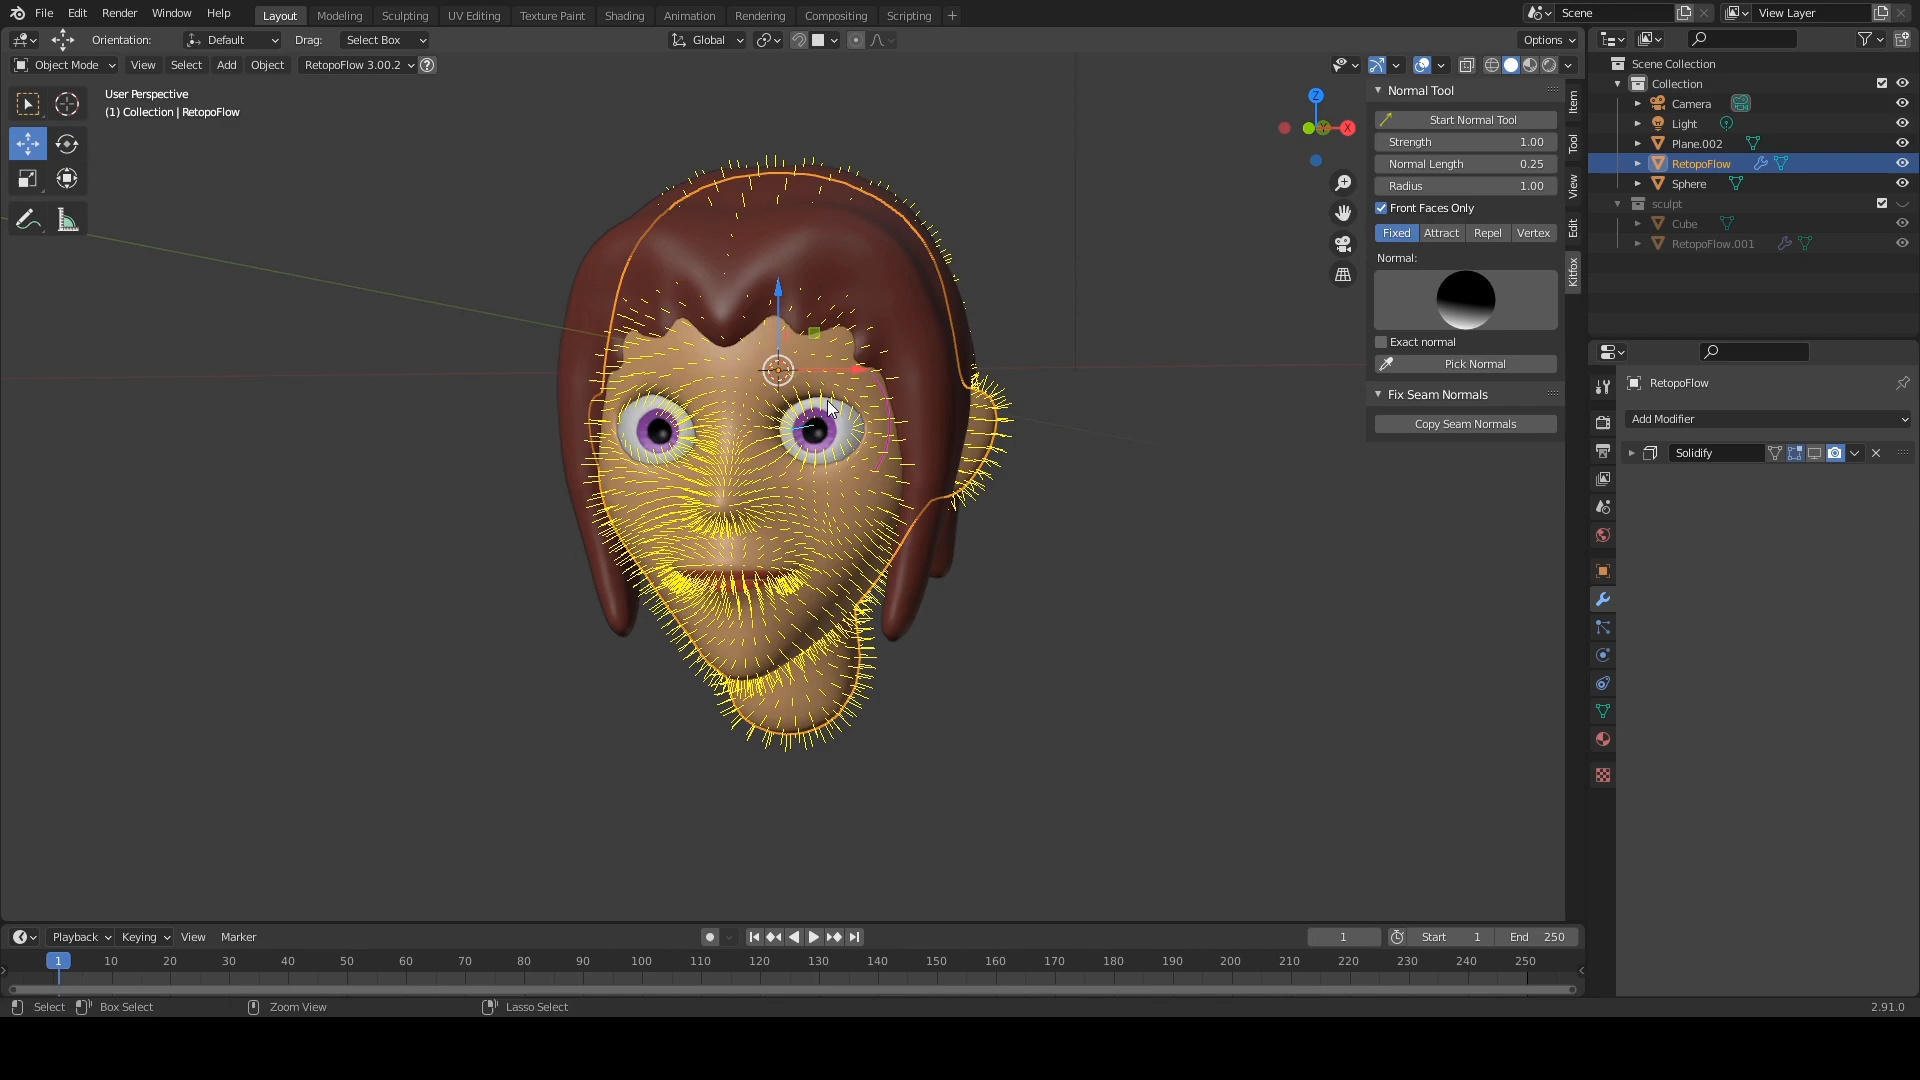 File Edit Render Window Help Layout Modeling Sculpting UV Editing Texture Paint Shading Animation Rendering Compositing Scripting + Scene View Layer
Orientation: Default Drag: Select Box Global Options
Object Mode View Select Add Object RetopoFlow 3.00.2
User Perspective
(1) Collection | RetopoFlow
Z
X
Normal Tool
Start Normal Tool
Strength 1.00
Normal Length 0.25
Radius 1.00
Front Faces Only
Fixed Attract Repel Vertex
Normal:
Exact normal
Pick Normal
Fix Seam Normals
Copy Seam Normals
Item
Tool
View
Edit
Kitfox
Scene Collection
Collection
Camera
Light
Plane.002
RetopoFlow
Sphere
sculpt
Cube
RetopoFlow.001
RetopoFlow
Add Modifier
Solidify
Playback Keying View Marker 1 Start 1 End 250
1 10 20 30 40 50 60 70 80 90 100 110 120 130 140 150 160 170 180 190 200 210 220 230 240 250
Select Box Select Zoom View Lasso Select 2.91.0